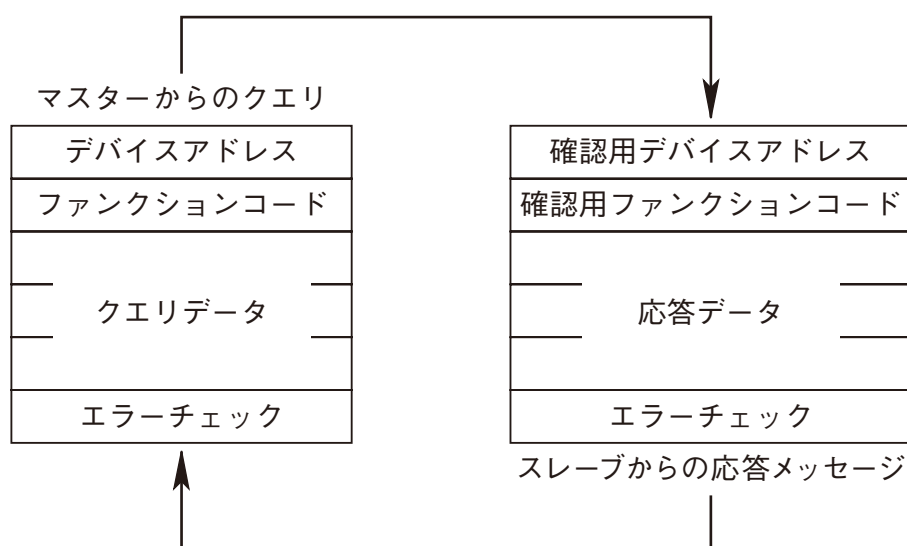 マスターからのクエリ
デバイスアドレス
ファンクションコード
クエリデータ
エラーチェック
確認用デバイスアドレス
確認用ファンクションコード
応答データ
エラーチェック
スレーブからの応答メッセージ